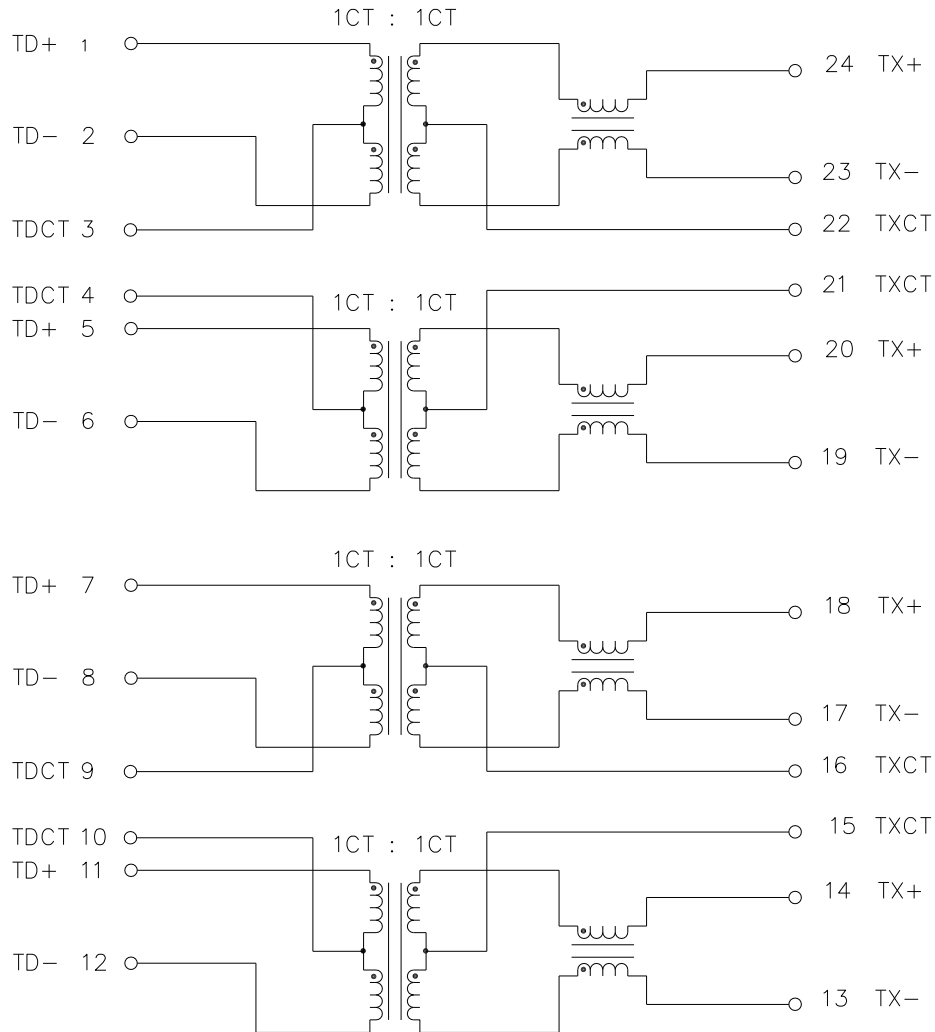 1CT : 1CT
TD+ 1
24 TX+
TD− 2
23 TX−
TDCT 3
22 TXCT
TDCT 4
21 TXCT
1CT : 1CT
TD+ 5
20 TX+
TD− 6
19 TX−
1CT : 1CT
TD+ 7
18 TX+
TD− 8
17 TX−
TDCT 9
16 TXCT
TDCT 10
15 TXCT
1CT : 1CT
TD+ 11
14 TX+
TD− 12
13 TX−